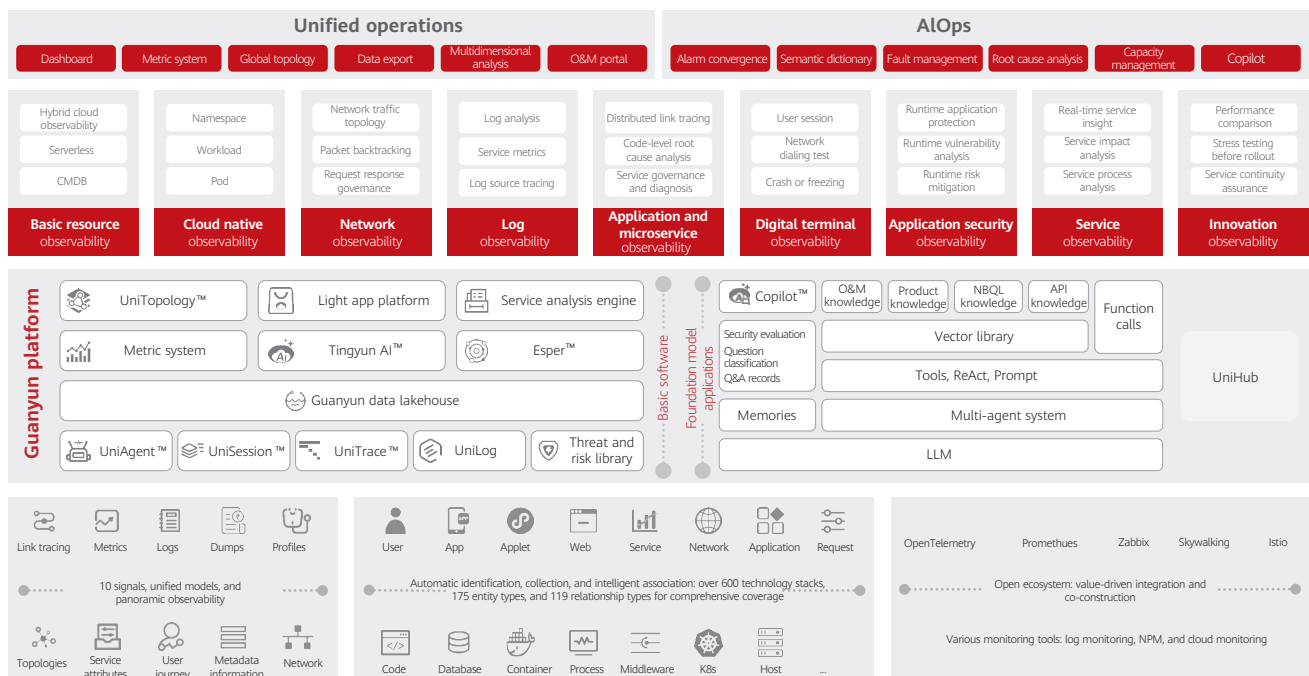 Unified operations
Dashboard
Metric system
Global topology
Data export
Multidimensional
analysis
O&M portal
AlOps
Alarm convergence
Semantic dictionary
Fault management
Root cause analysis
Capacity
management
Copilot
Hybrid cloud
observability
Serverless
CMDB
Basic resource
observability
Namespace
Workload
Pod
Cloud native
observability
Network traffic
topology
Packet backtracking
Request response
governance
Network
observability
Log analysis
Service metrics
Log source tracing
Log
observability
Distributed link tracing
Code-level root
cause analysis
Service governance
and diagnosis
Application and
microservice
observability
User session
Network
dialing test
Crash or freezing
Digital terminal
observability
Runtime application
protection
Runtime vulnerability
analysis
Runtime risk
mitigation
Application security
observability
Real-time service
insight
Service impact
analysis
Service process
analysis
Service
observability
Performance
comparison
Stress testing
before rollout
Service continuity
assurance
Innovation
observability
Guanyun platform
UniTopology™
Light app platform
Service analysis engine
Metric system
Tingyun AI™
Esper™
Guanyun data lakehouse
UniAgent™
UniSession™
UniTrace™
UniLog
Threat and
risk library
Basic software
Foundation model
applications
Copilot™
O&M
knowledge
Product
knowledge
NBQL
knowledge
API
knowledge
Function
calls
Security evaluation
Question
classification
Q&A records
Vector library
Tools, ReAct, Prompt
Memories
Multi-agent system
LLM
UniHub
Link tracing
Metrics
Logs
Dumps
Profiles
10 signals, unified models, and
panoramic observability
Topologies
Service
attributes
User
journey
Metadata
information
Network
User
App
Applet
Web
Service
Network
Application
Request
Automatic identification, collection, and intelligent association: over 600 technology stacks,
175 entity types, and 119 relationship types for comprehensive coverage
Code
Database
Container
Process
Middleware
K8s
Host
...
OpenTelemetry
Promethues
Zabbix
Skywalking
Istio
Open ecosystem: value-driven integration and
co-construction
Various monitoring tools: log monitoring, NPM, and cloud monitoring